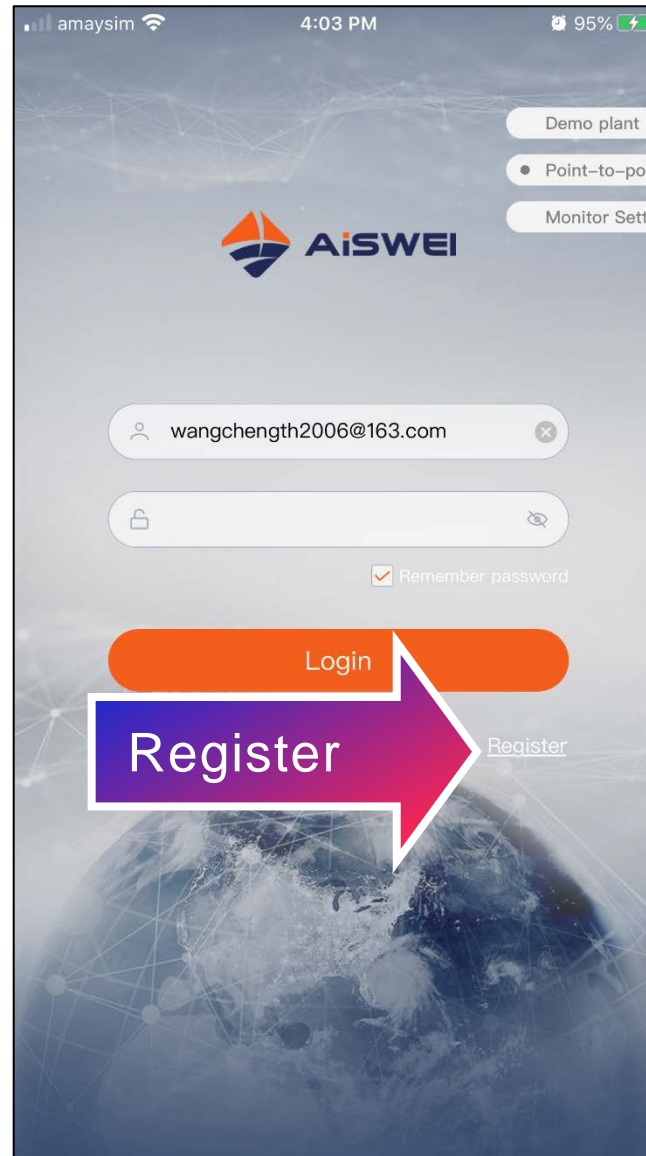 amaysim 4:03 PM 95%
Demo plant
Point-to-po
Monitor Sett
AiSWEI
wangchength2006@163.com
Remember password
Login
Register
Register